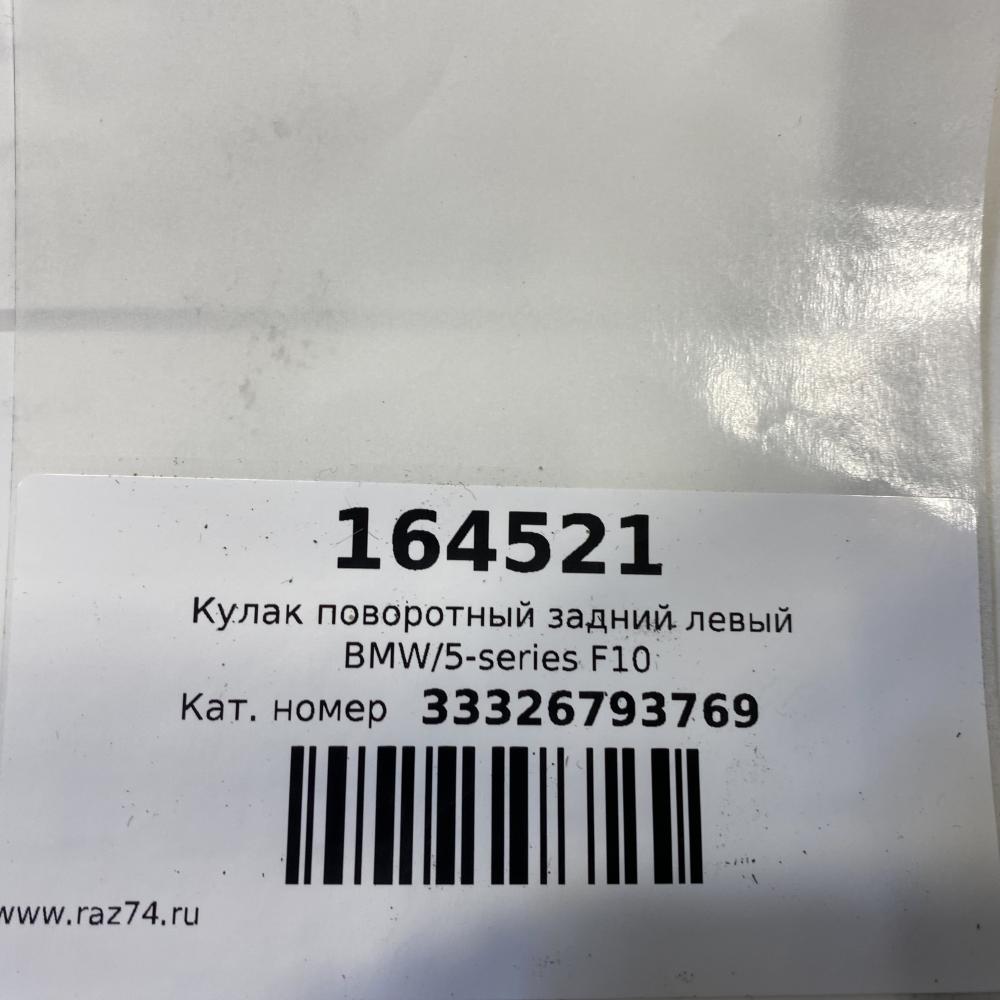 164521
Кулак поворотный задний левый
BMW/5-series F10
Кат. номер 33326793769
www.raz74.ru